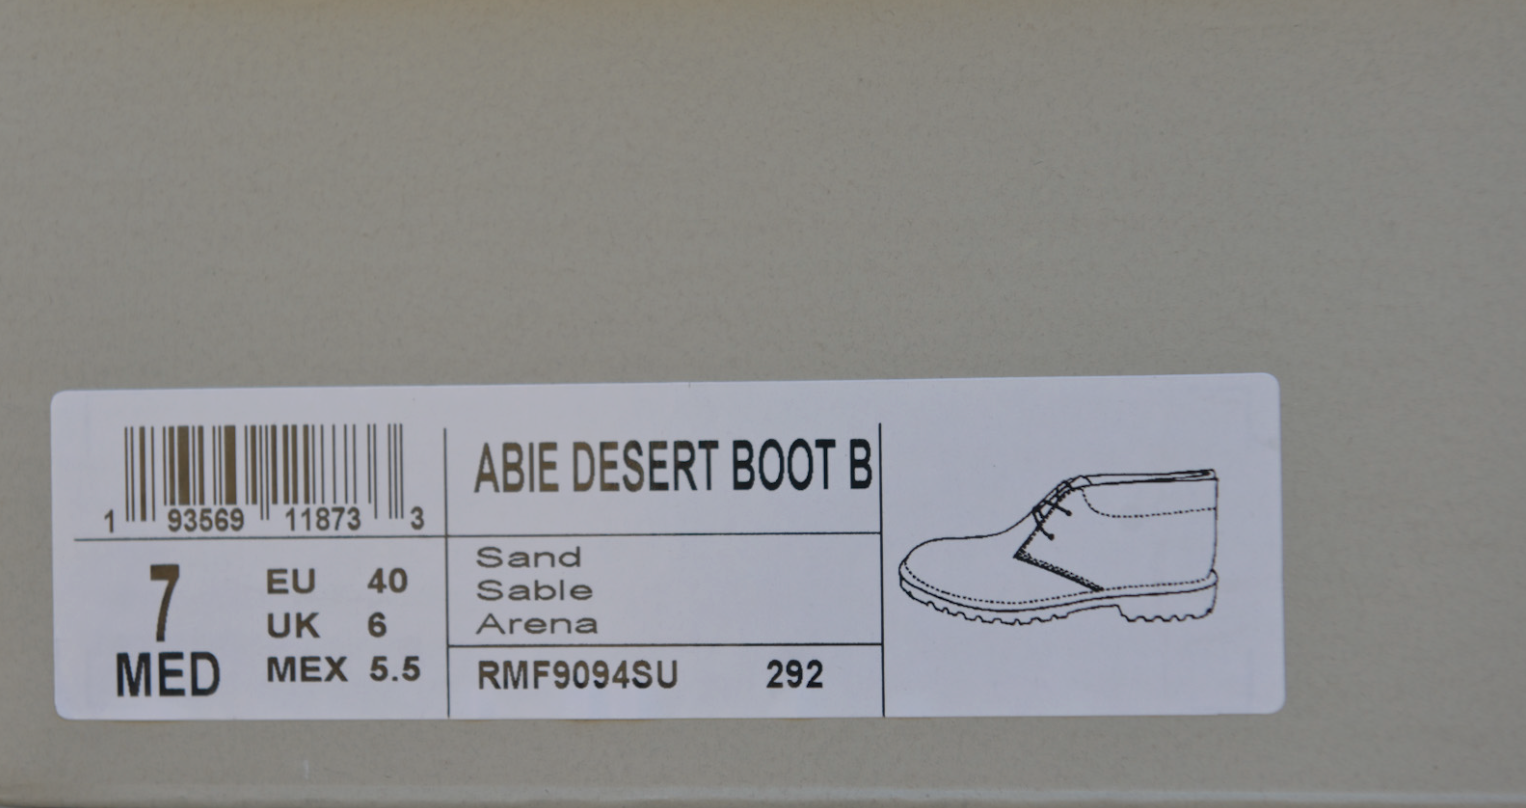 ABIE DESERT BOOT B
1 93569 11873 3
Sand
Sable
Arena
7
MED
EU 40
UK 6
MEX 5.5
RMF9094SU 292